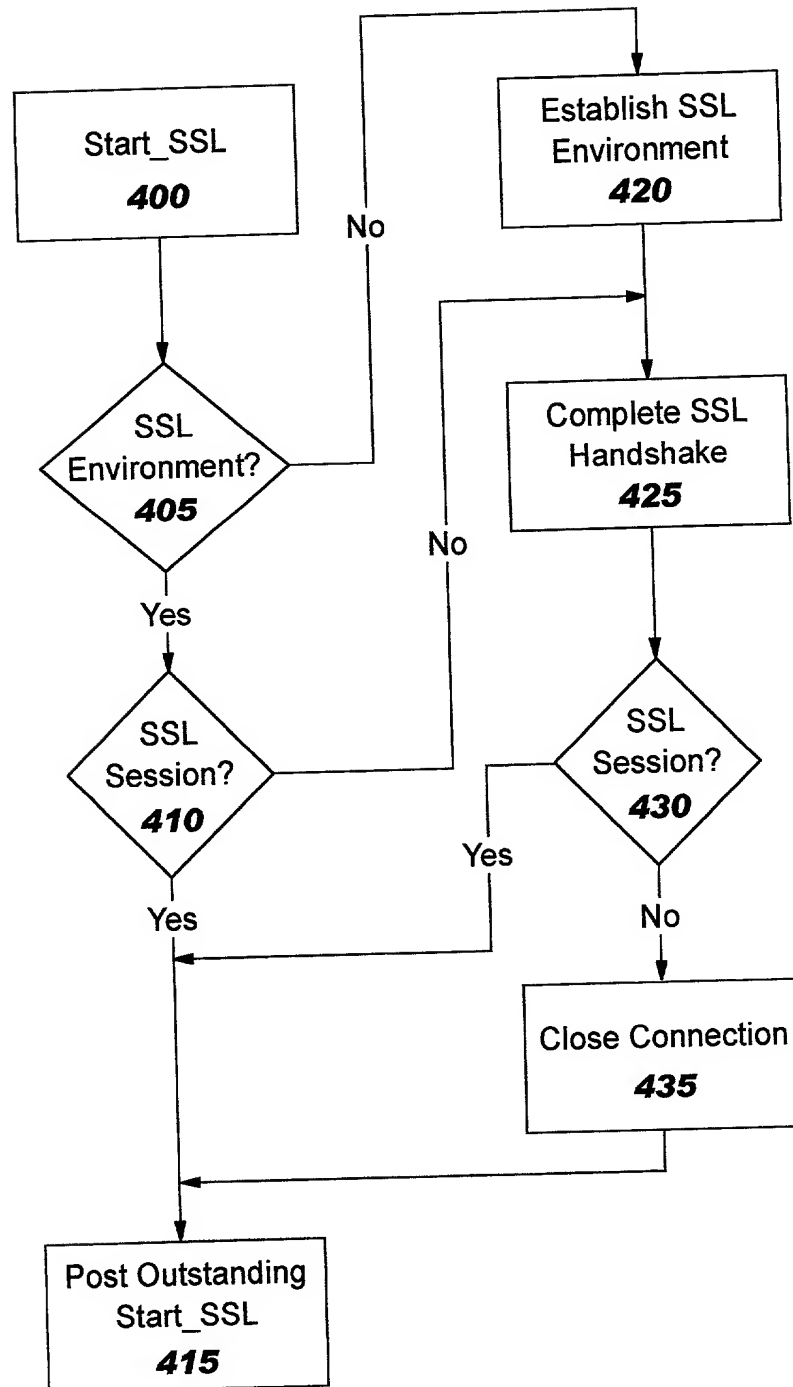 Start_SSL
400
No
Establish SSL
Environment
420
SSL
Environment?
405
Yes
No
Complete SSL
Handshake
425
SSL
Session?
410
Yes
SSL
Session?
430
Yes
No
Close Connection
435
Post Outstanding
Start_SSL
415